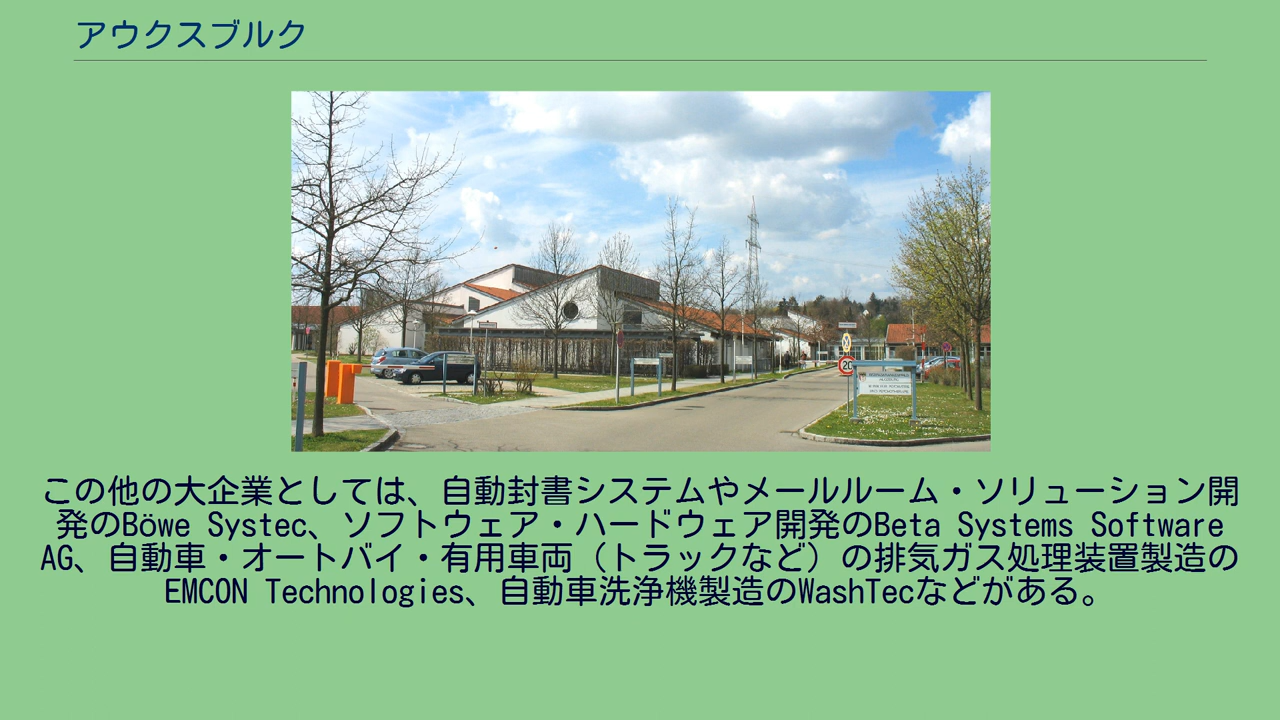 アウクスブルク
20
この他の大企業としては、自動封書システムやメールルーム・ソリューション開
発のBöwe Systec、ソフトウェア・ハードウェア開発のBeta Systems Software
AG、自動車・オートバイ・有用車両（トラックなど）の排気ガス処理装置製造の
EMCON Technologies、自動車洗浄機製造のWashTecなどがある。